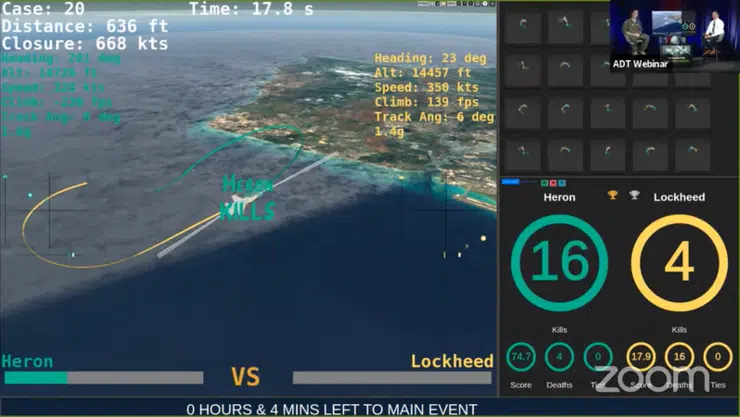 Case: 20 Time: 17.8 s
Distance: 636 ft
Closure: 668 kts
Heading: 23 deg
Alt: 14457 ft
Speed: 350 kts
Climb: 139 fps
Track Ang: 6 deg
1.4g
HERON
KILLS
Heron
VS
Lockheed
ADT Webinar
Heron Lockheed
16 4
Kills Kills
74.7 4 0 17.9 16 0
Score Deaths Score Deaths Ties
zoom
0 HOURS & 4 MINS LEFT TO MAIN EVENT